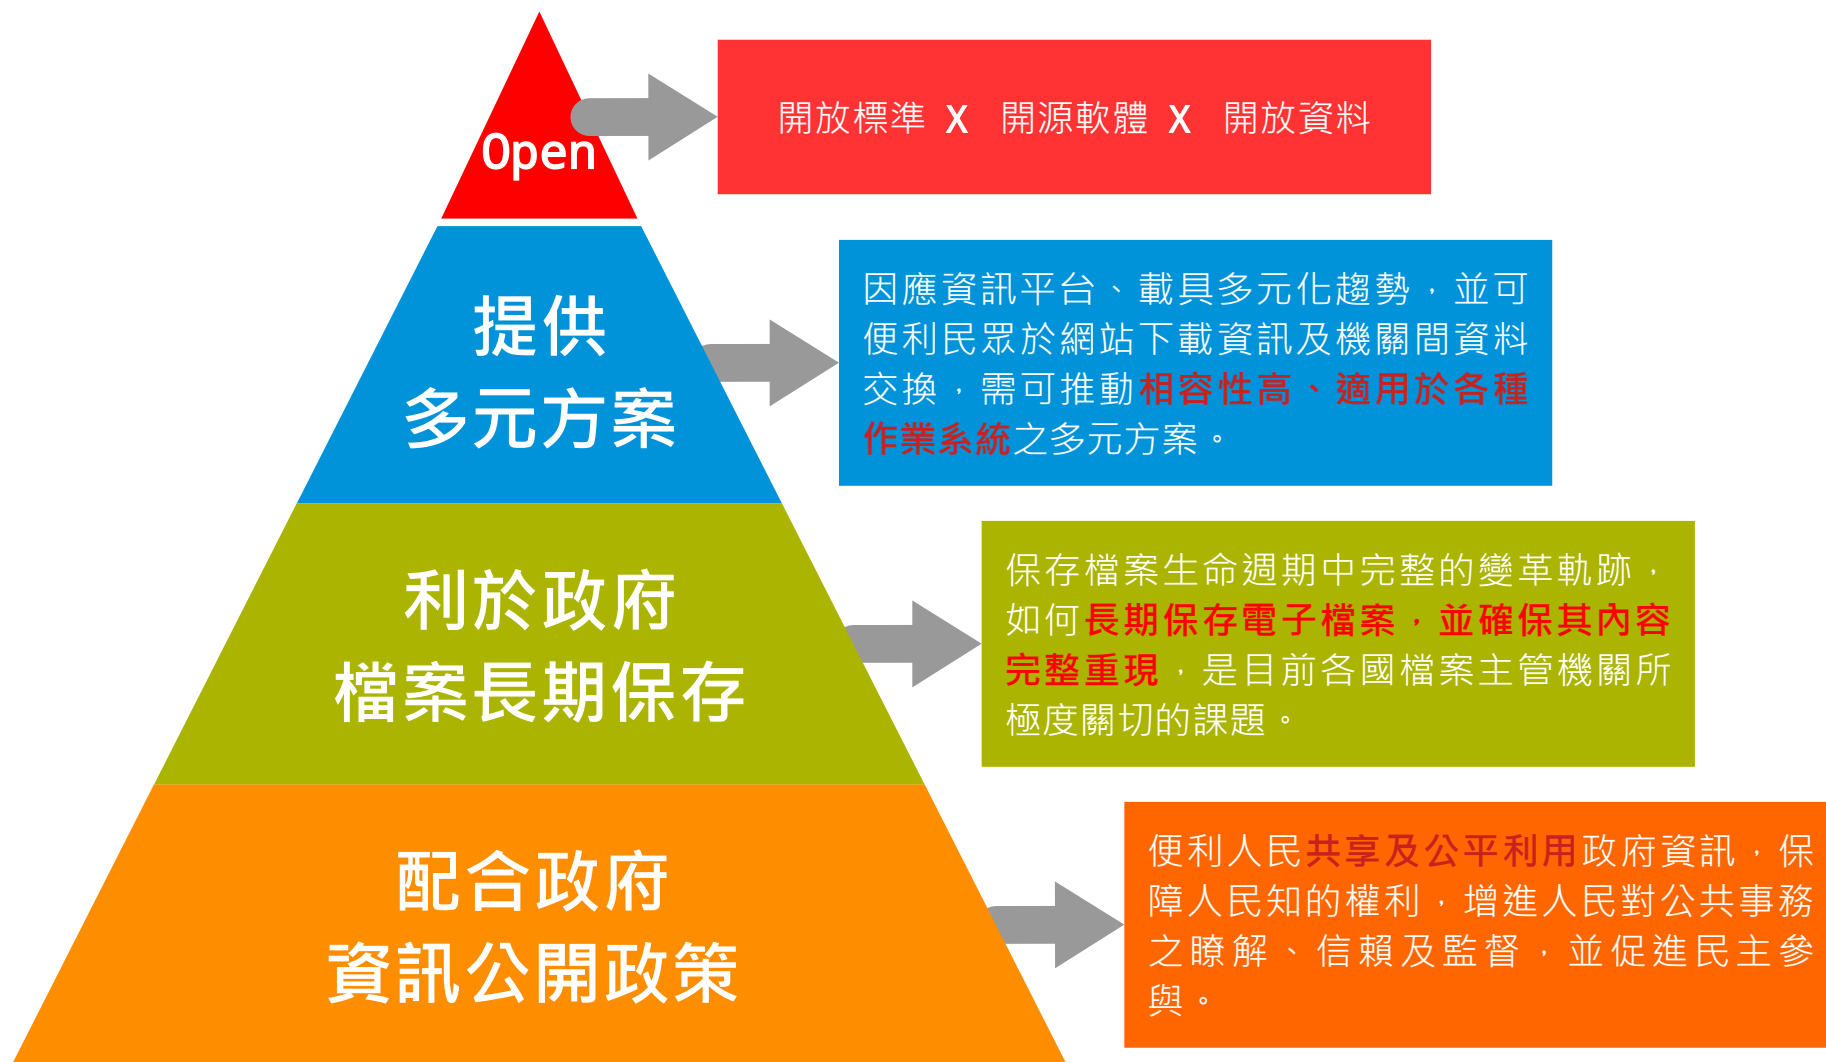 Open
開放標準 X 開源軟體 X 開放資料
提供
多元方案
因應資訊平台、載具多元化趨勢，並可
便利民眾於網站下載資訊及機關間資料
交換，需可推動相容性高、適用於各種
作業系統之多元方案。
利於政府
檔案長期保存
保存檔案生命週期中完整的變革軌跡，
如何長期保存電子檔案，並確保其內容
完整重現，是目前各國檔案主管機關所
極度關切的課題。
配合政府
資訊公開政策
便利人民共享及公平利用政府資訊，保
障人民知的權利，增進人民對公共事務
之瞭解、信賴及監督，並促進民主參
與。